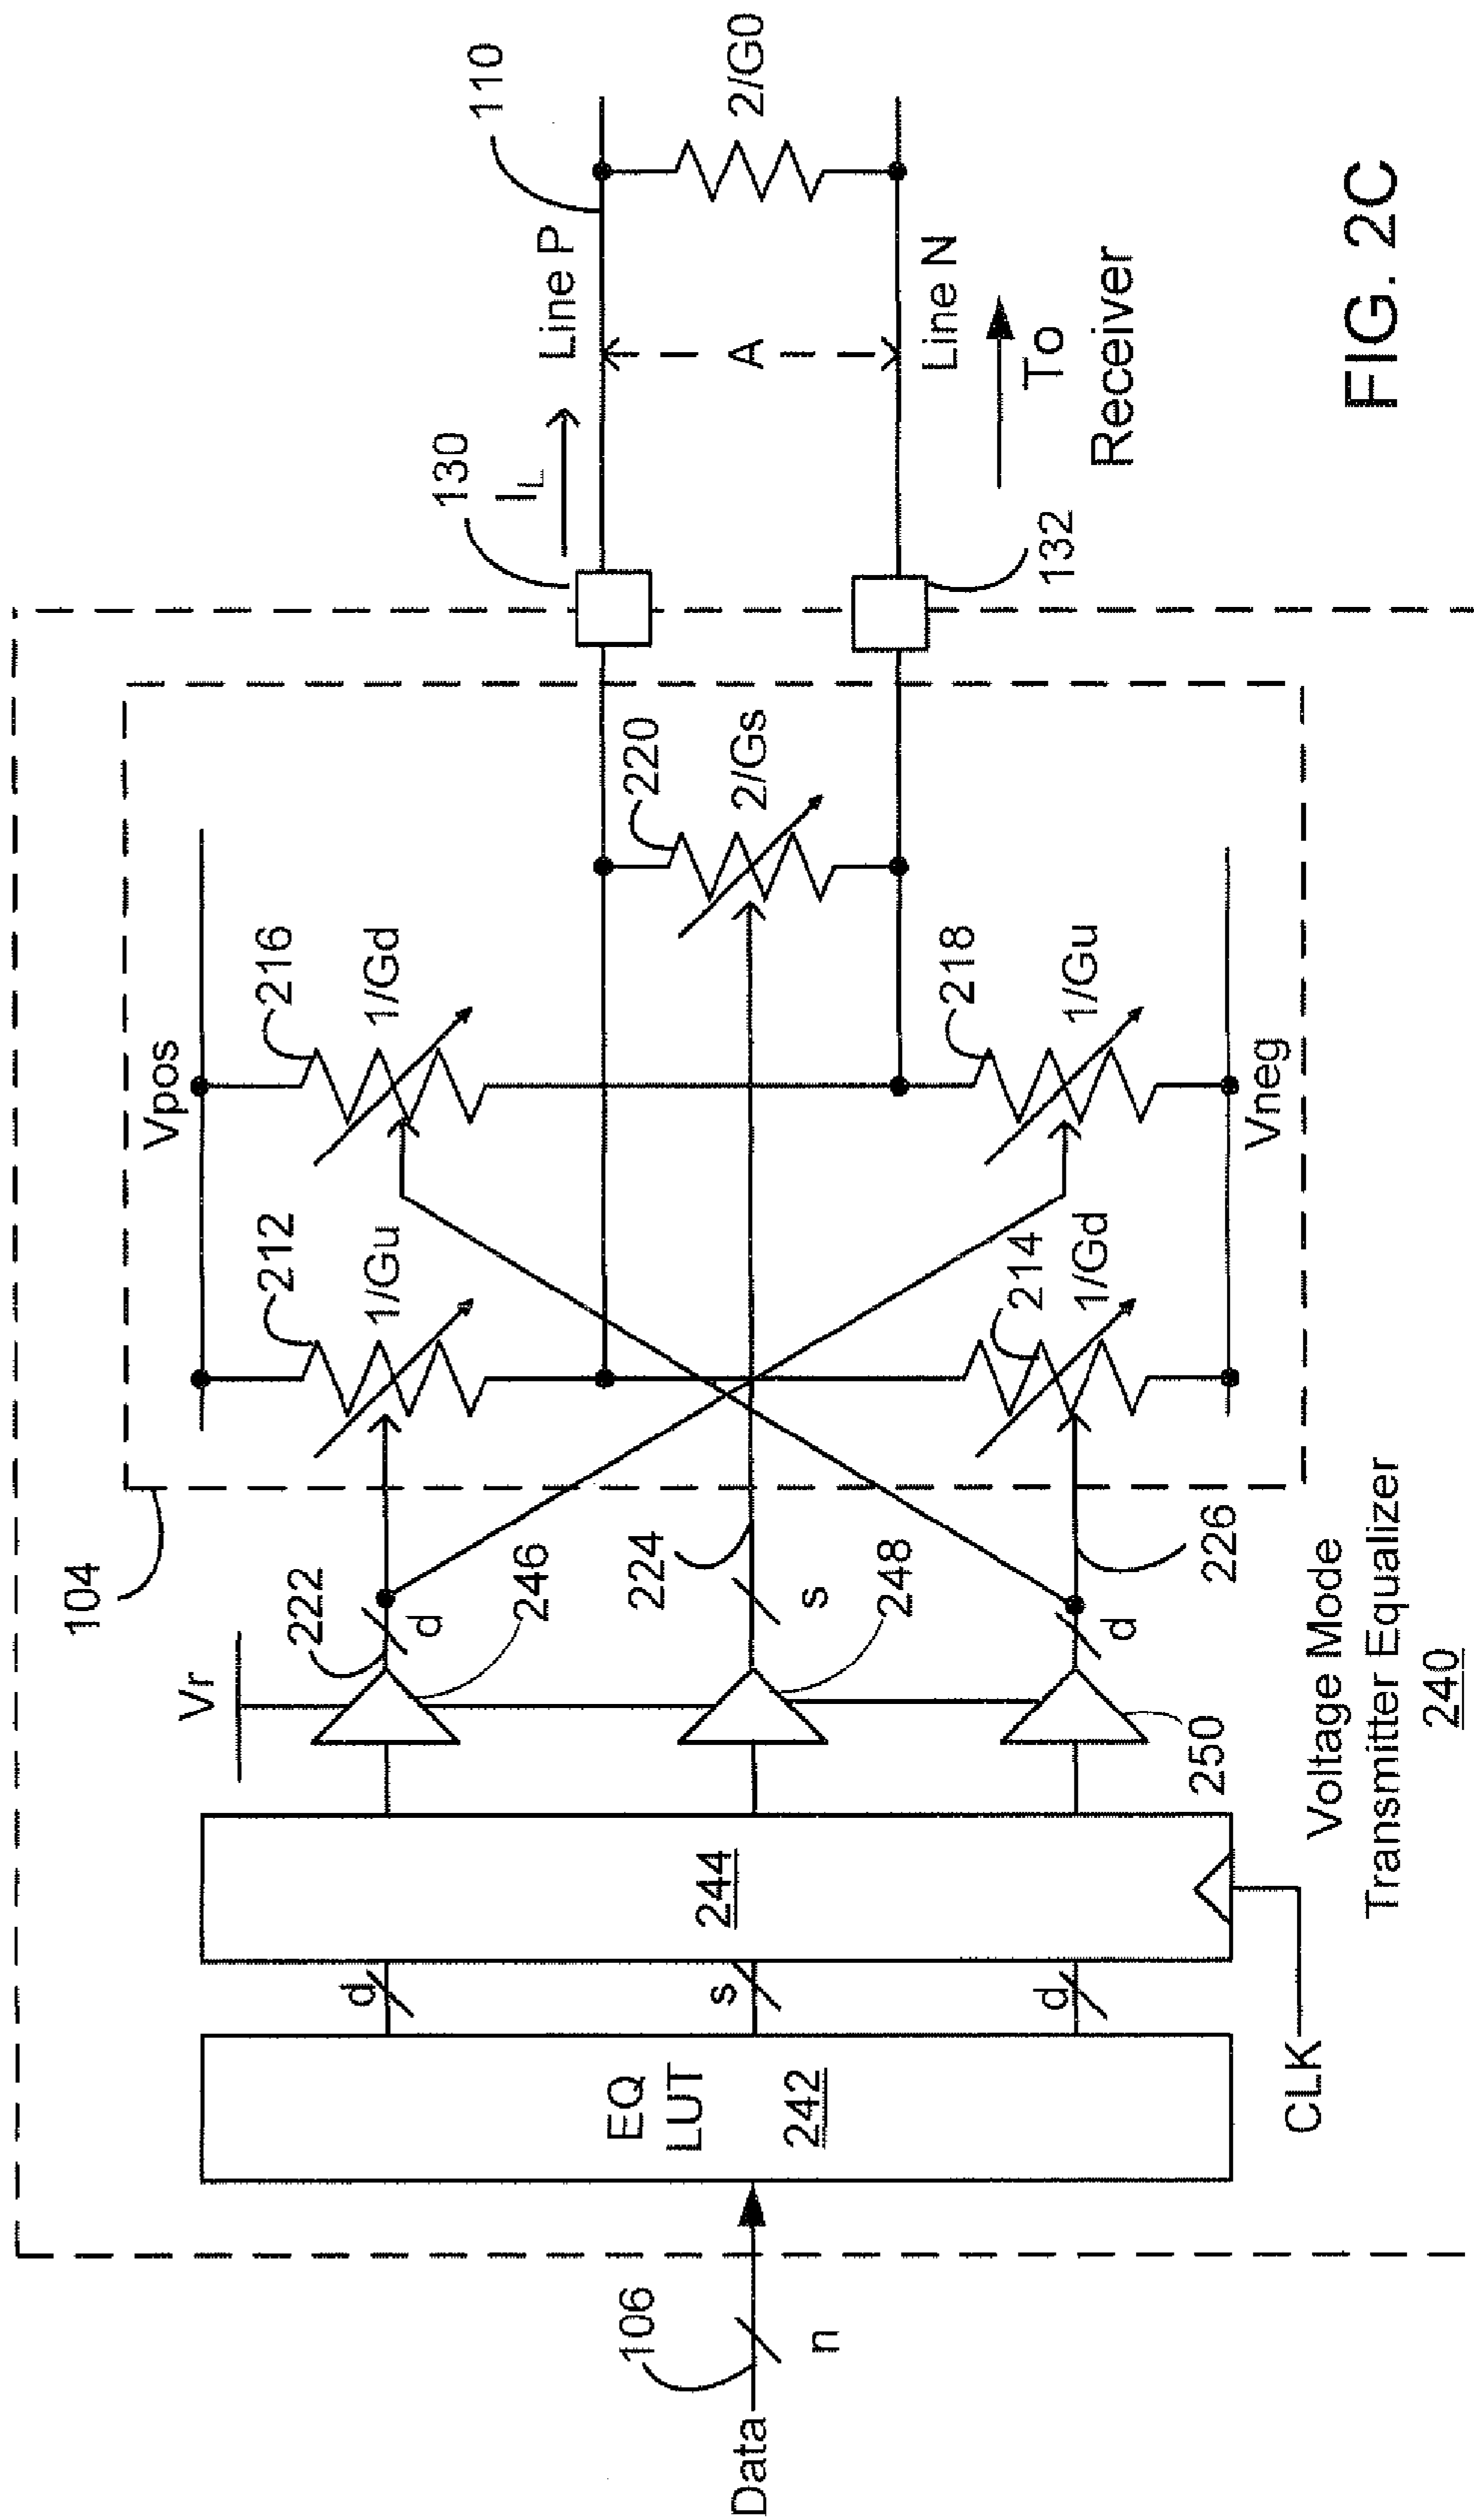 104
Vr
222
d
246
224
s
248
d
226
250
Vpos
212
1/Gu
216
1/Gd
220
2/Gs
214
1/Gd
218
1/Gu
Vneg
130
IL
Line P
110
A
2/G0
132
Line N
To
Receiver
Data
106
n
EQ
LUT
242
d
s
d
244
CLK
Voltage Mode
Transmitter Equalizer
240
FIG. 2C